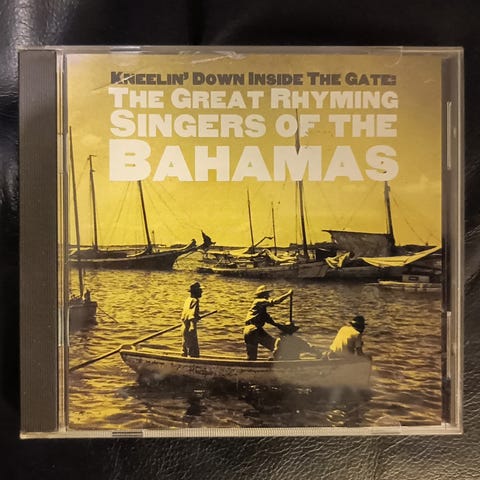 KNEELIN' DOWN INSIDE THE GATE:
THE GREAT RHYMING
SINGERS OF THE
BAHAMAS